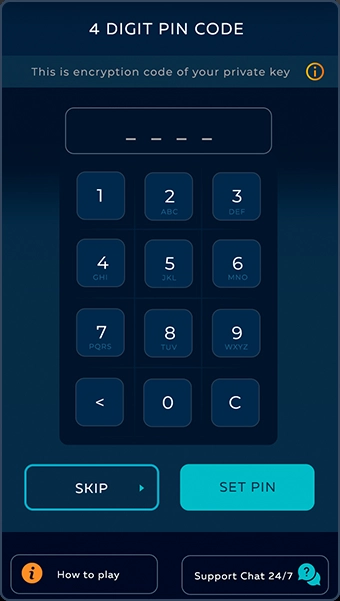 4 DIGIT PIN CODE
This is encryption code of your private key
_ _ _ _
1 2 3
ABC DEF
4 5 6
GHI JKL MNO
7 8 9
PQRS TUV WXYZ
< 0 C
SKIP SET PIN
How to play Support Chat 24/7